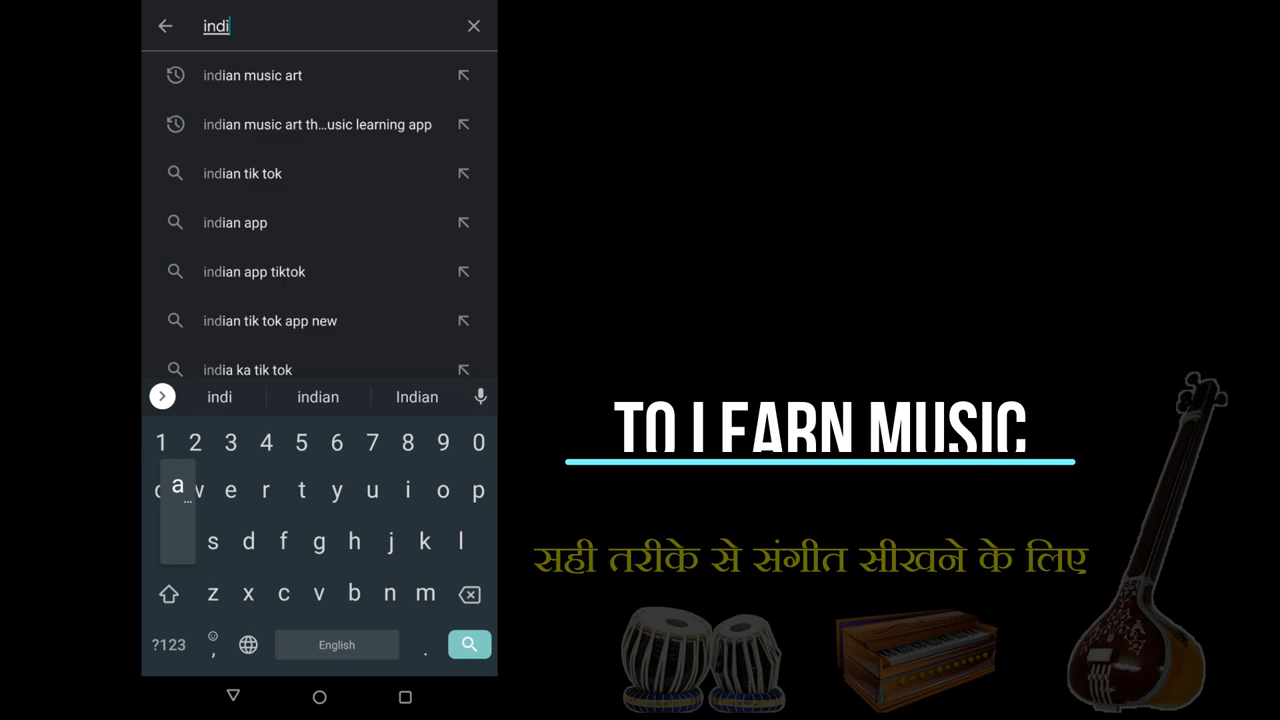 indi
indian music art
indian music art th...usic learning app
indian tik tok
indian app
indian app tiktok
indian tik tok app new
india ka tik tok
indi indian Indian
1 2 3 4 5 6 7 8 9 0
q w e r t y u i o p
a s d f g h j k l
z x c v b n m
?123 , English .
TO LEARN MUSIC
सही तरीके से संगीत सीखने के लिए